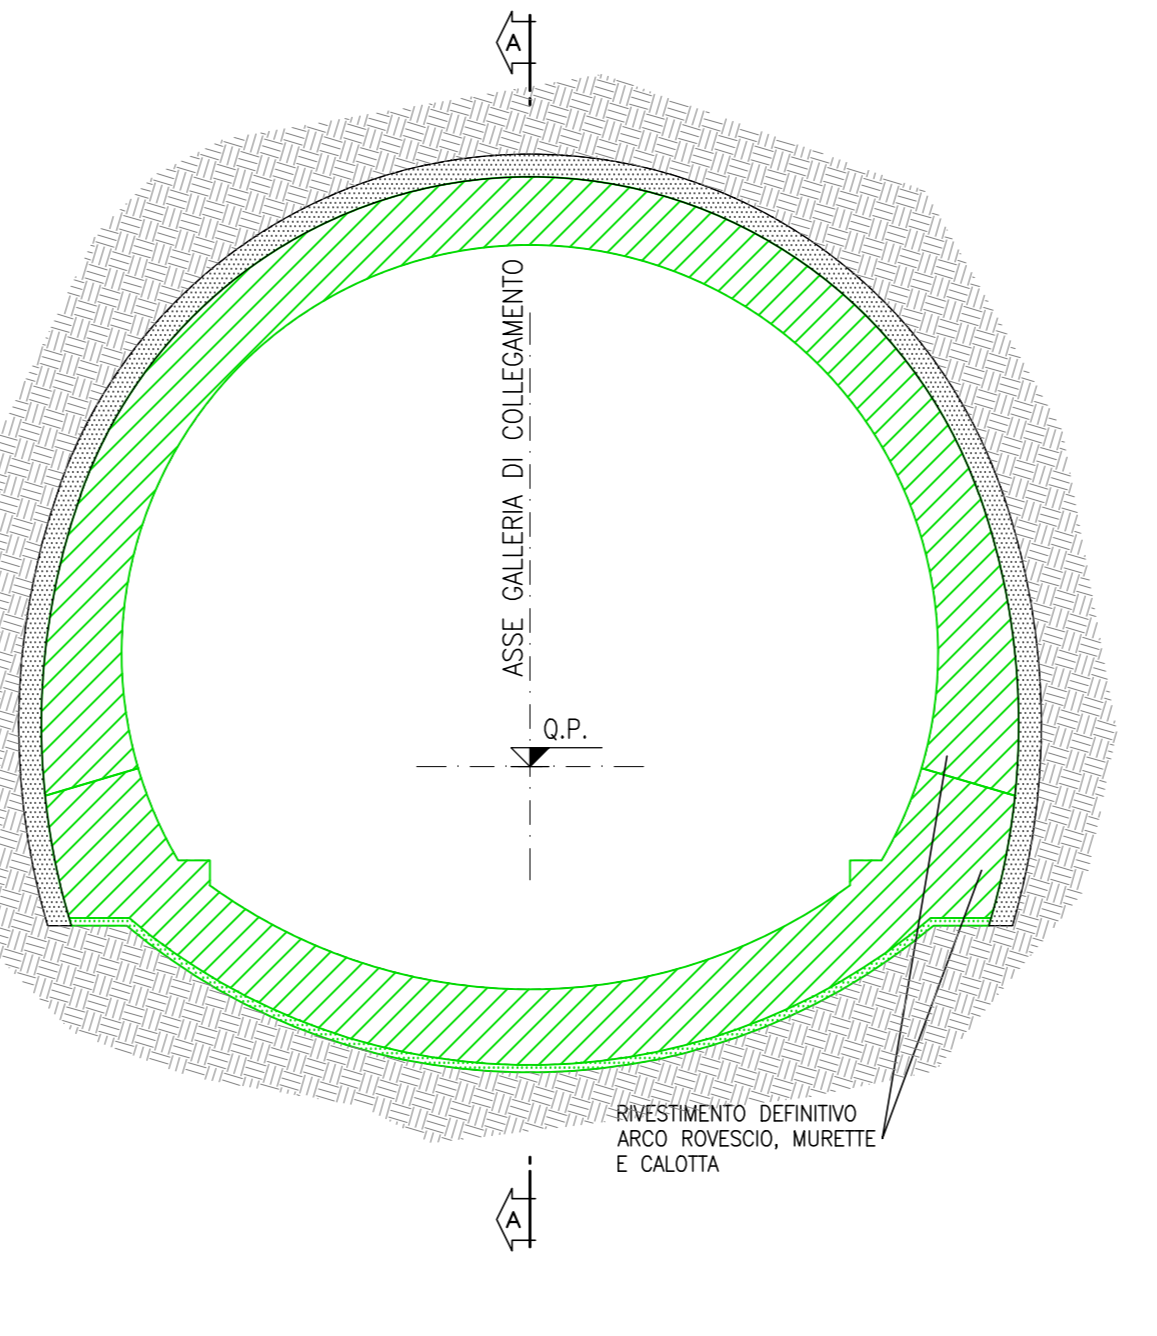 A
ASSE GALLERIA DI COLLEGAMENTO
Q.P.
RIVESTIMENTO DEFINITIVO
ARCO ROVESCIO, MURETTE
E CALOTTA
A